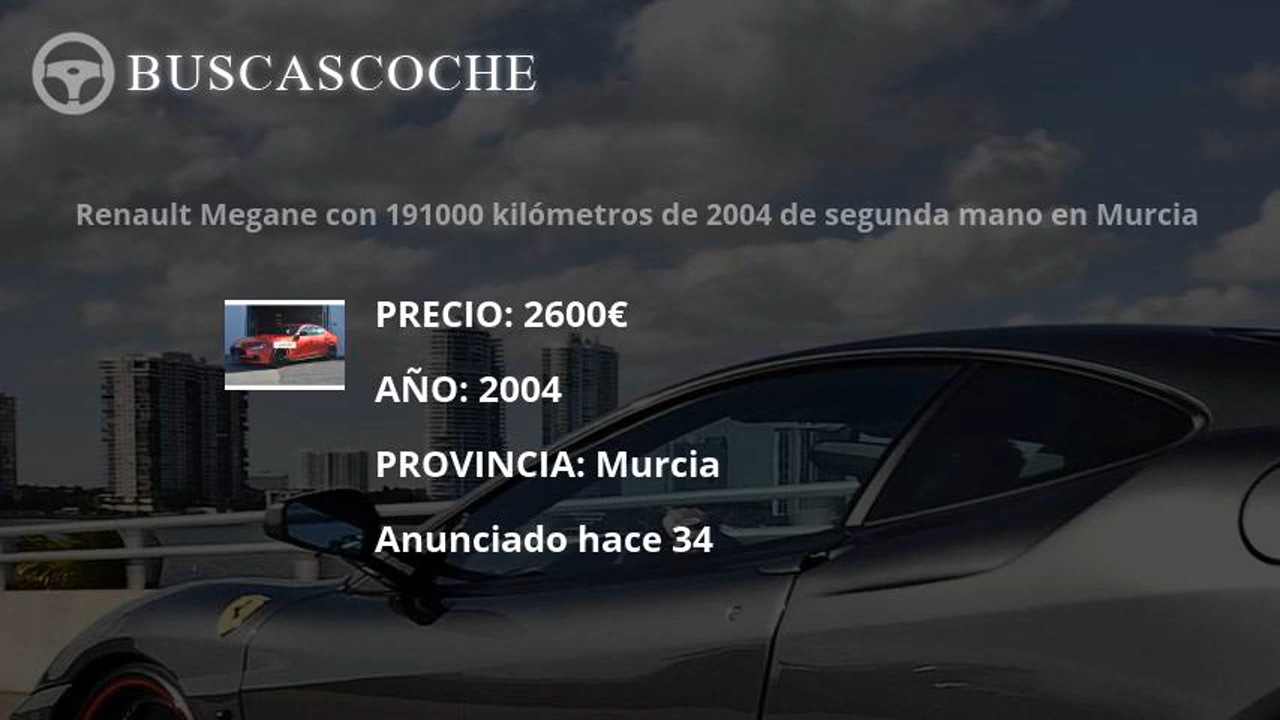 BUSCASCOCHE
Renault Megane con 191000 kilómetros de 2004 de segunda mano en Murcia
PRECIO: 2600€
AÑO: 2004
PROVINCIA: Murcia
Anunciado hace 34